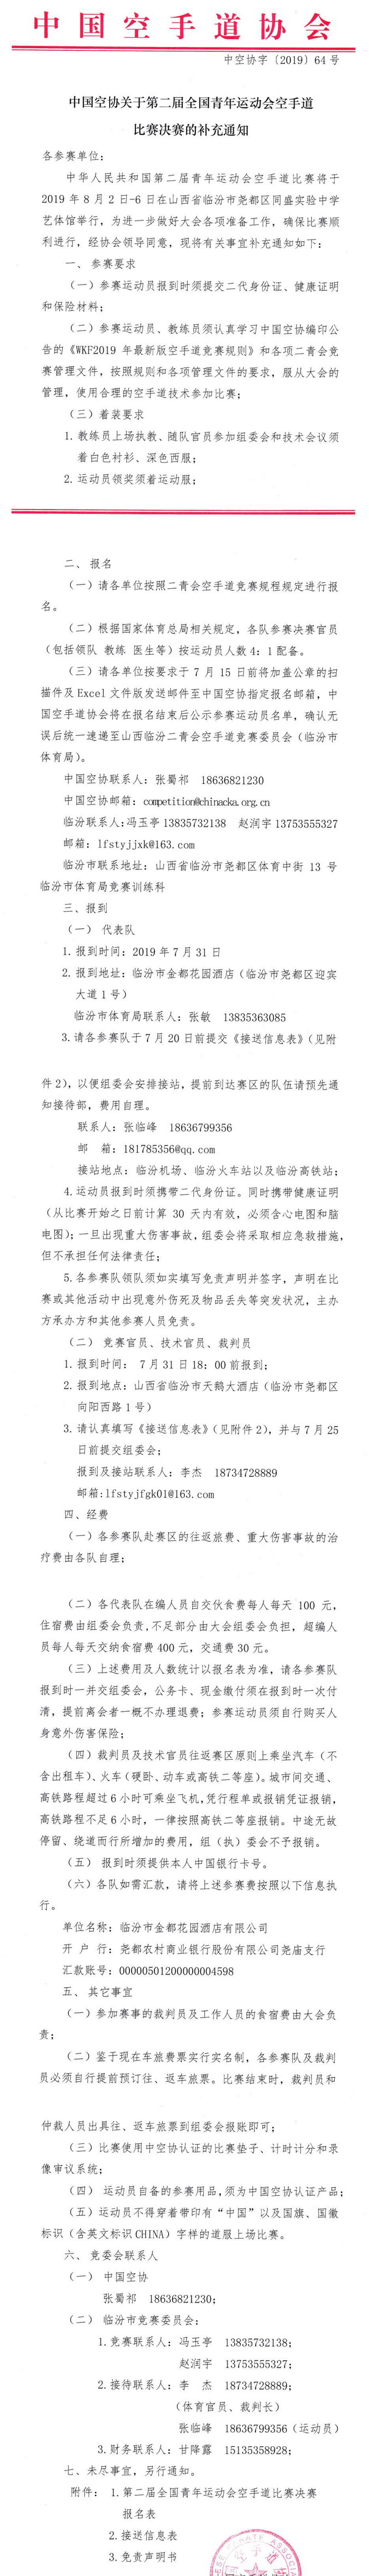 中国空手道协会
中空协字〔2019〕64号
中国空协关于第二届全国青年运动会空手道
比赛决赛的补充通知
各参赛单位：
中华人民共和国第二届青年运动会空手道比赛将于
2019年8月2日-6日在山西省临汾市尧都区同盛实验中学
艺体馆举行，为进一步做好大会各项准备工作，确保比赛顺
利进行，经协会领导同意，现将有关事宜补充通知如下：
一、参赛要求
（一）参赛运动员报到时须提交二代身份证、健康证明
和保险材料；
（二）参赛运动员、教练员须认真学习中国空协编印公
告的《WKF2019年最新版空手道竞赛规则》和各项二青会竞
赛管理文件，按照规则和各项管理文件的要求，服从大会的
管理，使用合理的空手道技术参加比赛；
（三）着装要求
1.教练员上场执教、随队官员参加组委会和技术会议须
着白色衬衫、深色西服；
2.运动员领奖须着运动服；
二、报名
（一）请各单位按照二青会空手道竞赛规程规定进行报
名。
（二）根据国家体育总局相关规定，各队参赛决赛官员
（包括领队 教练 医生等）按运动员人数4：1配备。
（三）请各单位按要求于7月15日前将加盖公章的扫
描件及Excel文件版发送邮件至中国空协指定报名邮箱，中
国空手道协会将在报名结束后公示参赛运动员名单，确认无
误后统一速递至山西临汾二青会空手道竞赛委员会（临汾市
体育局）。
中国空协联系人：张蜀祁 18636821230
中国空协邮箱：competition@chinacka.org.cn
临汾联系人:冯玉亭 13835732138 赵润宇 13753555327
邮箱：lfstyjjxk@163.com
临汾市联系地址：山西省临汾市尧都区体育中街 13 号
临汾市体育局竞赛训练科
三、报到
（一） 代表队
1.报到时间：2019年7月31日
2.报到地址：临汾市金都花园酒店（临汾市尧都区迎宾
大道1号）
临汾市体育局联系人：张敏 13835363085
3.请各参赛队于7月20日前提交《接送信息表》（见附
件2），以便组委会安排接站，提前到达赛区的队伍请预先通
知接待部，费用自理。
联系人：张临峰 18636799356
邮 箱：181785356@qq.com
接站地点：临汾机场、临汾火车站以及临汾高铁站；
4.运动员报到时须携带二代身份证。同时携带健康证明
（从比赛开始之日前计算 30 天内有效，必须含心电图和脑
电图）；一旦出现重大伤害事故，组委会将采取相应急救措施，
但不承担任何法律责任；
5.各参赛队领队须如实填写免责声明并签字，声明在比
赛或其他活动中出现意外伤死及物品丢失等突发状况，主办
方承办方和其他参赛人员免责。
（二） 竞赛官员、技术官员、裁判员
1.报到时间： 7月31日18：00前报到；
2.报到地点：山西省临汾市天鹅大酒店（临汾市尧都区
向阳西路1号）
3.请认真填写《接送信息表》（见附件2），并与7月25
日前提交组委会；
报到及接站联系人：李杰 18734728889
邮箱:lfstyjfgk01@163.com
四、经费
（一）各参赛队赴赛区的往返旅费、重大伤害事故的治
疗费由各队自理；
（二）各代表队在编人员自交伙食费每人每天 100 元，
住宿费由组委会负责,不足部分由大会组委会负担，超编人
员每人每天交纳食宿费400元，交通费30元。
（三）上述费用及人数统计以报名表为准，请各参赛队
报到时一并交组委会，公务卡、现金缴付须在报到时一次付
清，提前离会者一概不办理退费；参赛运动员须自行购买人
身意外伤害保险；
（四）裁判员及技术官员往返赛区原则上乘坐汽车（不
含出租车）、火车（硬卧、动车或高铁二等座）。城市间交通、
高铁路程超过6小时可乘坐飞机,凭行程单或报销凭证报销，
高铁路程不足6小时，一律按照高铁二等座报销。中途无故
停留、绕道而行所增加的费用，组（执）委会不予报销。
（五） 报到时须提供本人中国银行卡号。
（六）各队如需汇款，请将上述参赛费按照以下信息执
行。
单位名称：临汾市金都花园酒店有限公司
开 户 行：尧都农村商业银行股份有限公司尧庙支行
汇款账号：00000501200000004598
五、其它事宜
（一）参加赛事的裁判员及工作人员的食宿费由大会负
责；
（二）鉴于现在车旅费票实行实名制，各参赛队及裁判
员必须自行提前预订往、返车旅票。比赛结束时，裁判员和
仲裁人员出具往、返车旅票到组委会报账即可；
（三）比赛使用中空协认证的比赛垫子、计时计分和录
像审议系统；
（四） 运动员自备的参赛用品,须为中国空协认证产品；
（五）运动员不得穿着带印有“中国”以及国旗、国徽
标识（含英文标识CHINA）字样的道服上场比赛。
六、竞委会联系人
（一） 中国空协
张蜀祁 18636821230；
（二） 临汾市竞赛委员会：
1.竞赛联系人：冯玉亭 13835732138；
赵润宇 13753555327；
2.接待联系人：李 杰 18734728889；
（体育官员、裁判长）
张临峰 18636799356（运动员）
3.财务联系人：甘降露 15135358928；
七、未尽事宜，另行通知。
附件： 1.第二届全国青年运动会空手道比赛决赛
报名表
2.接送信息表
3.免责声明书